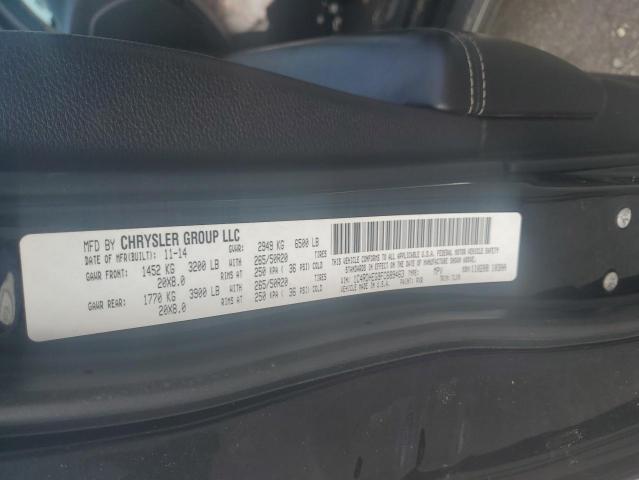 MFD BY CHRYSLER GROUP LLC GVWR: 2949 KG 6500 LB
DATE OF MFR(BUILT): 11-14
GAWR FRONT: 1452 KG 3200 LB WITH 265/50R20 TIRES
20X8.0 RIMS AT 250 KPA ( 36 PSI) COLD
GAWR REAR: 1770 KG 3900 LB WITH 265/50R20 TIRES
20X8.0 RIMS AT 250 KPA ( 36 PSI) COLD
THIS VEHICLE CONFORMS TO ALL APPLICABLE U.S.A. FEDERAL MOTOR VEHICLE SAFETY
STANDARDS IN EFFECT ON THE DATE OF MANUFACTURE SHOWN ABOVE.
VIN: TYPE: MPV
VEHICLE MADE IN U.S.A. PAINT: TRIM: